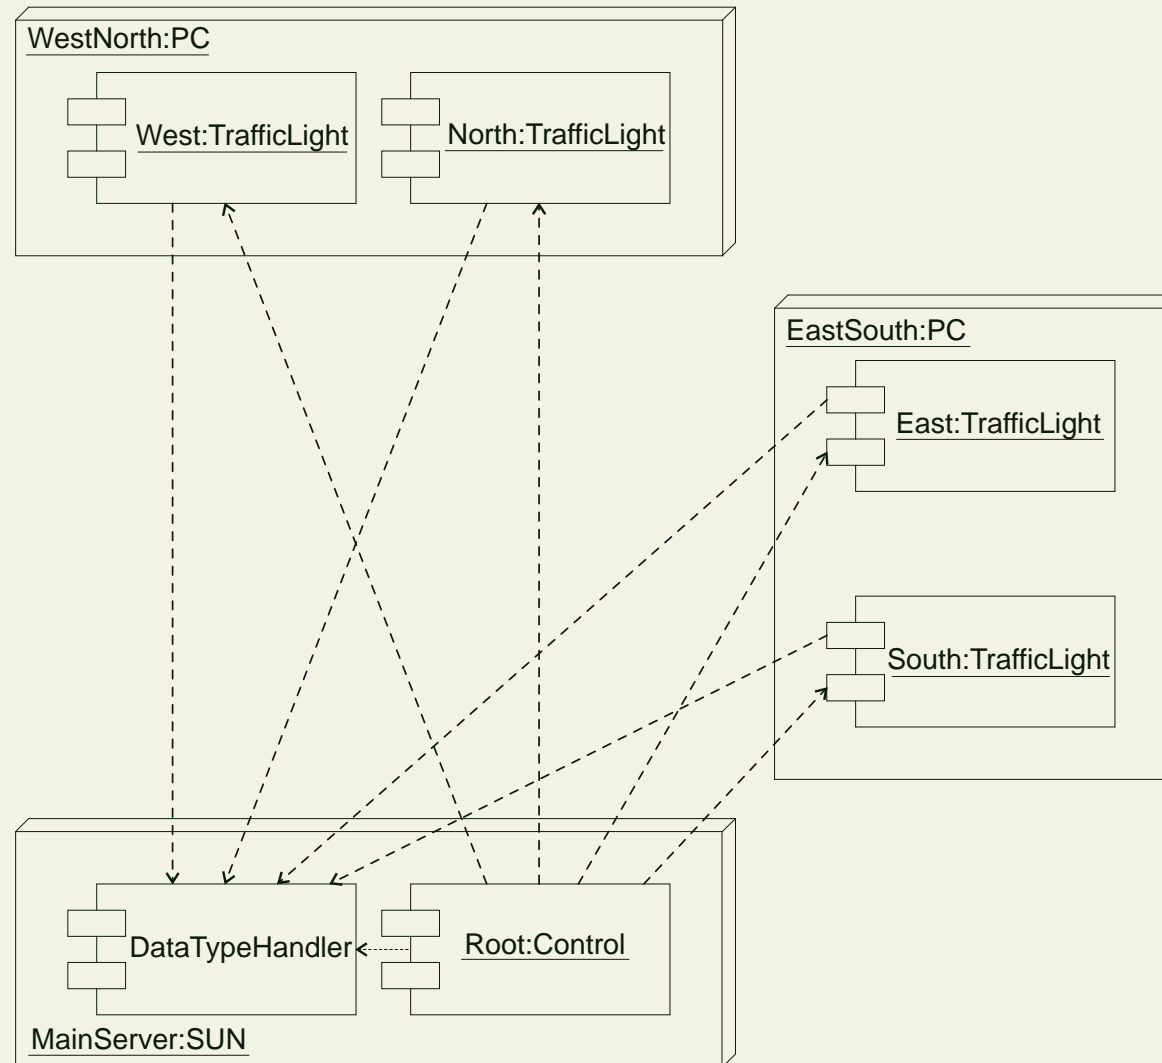 WestNorth:PC
West:TrafficLight
North:TrafficLight
EastSouth:PC
East:TrafficLight
South:TrafficLight
DataTypeHandler
Root:Control
MainServer:SUN